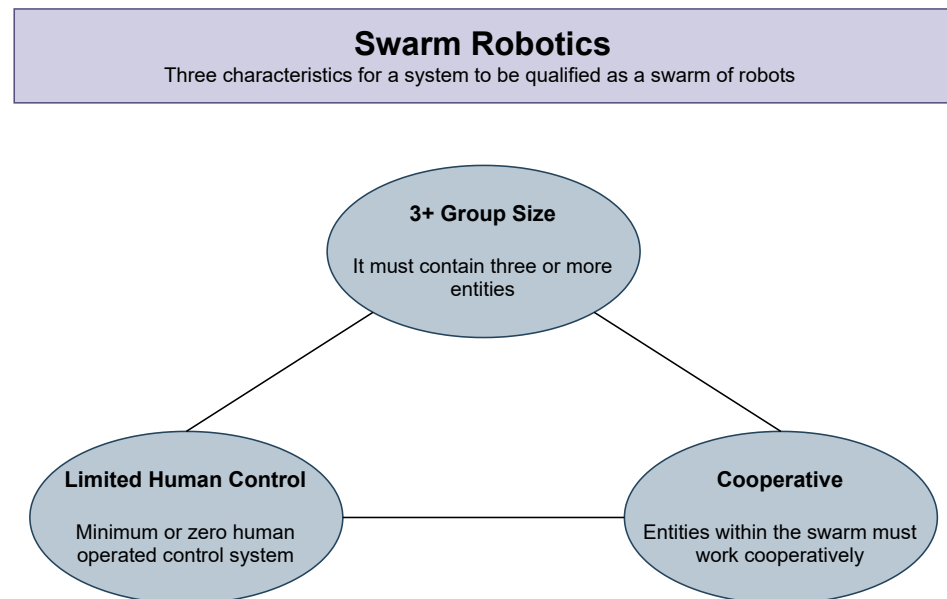 Swarm Robotics
Three characteristics for a system to be qualified as a swarm of robots
3+ Group Size
It must contain three or more
entities
Limited Human Control
Minimum or zero human
operated control system
Cooperative
Entities within the swarm must
work cooperatively